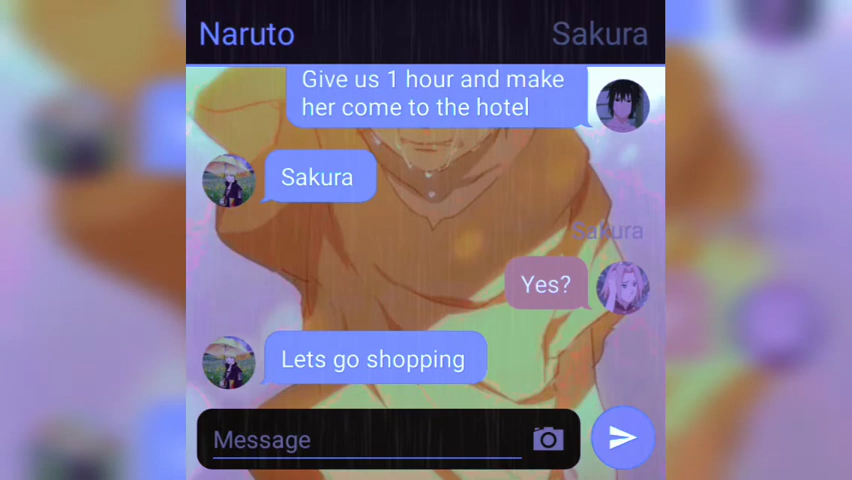 Naruto
Sakura
Give us 1 hour and make
her come to the hotel
Sakura
Sakura
Yes?
Lets go shopping
Message